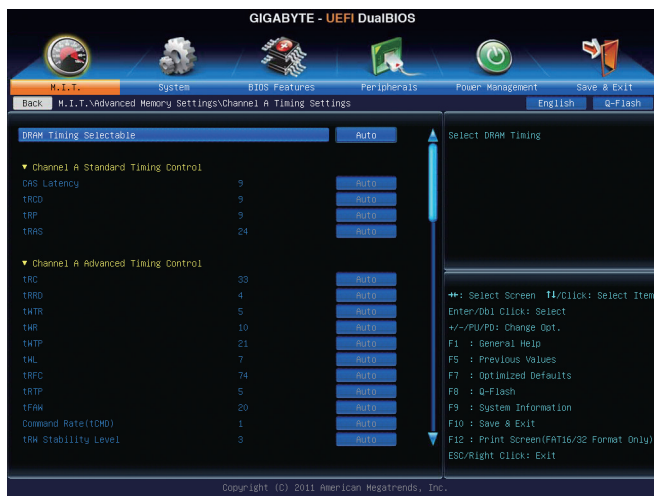 GIGABYTE - UEFI DualBIOS
M.I.T. System BIOS Features Peripherals Power Management Save & Exit
Back M.I.T.\Advanced Memory Settings\Channel A Timing Settings English Q-Flash
DRAM Timing Selectable Auto
▼ Channel A Standard Timing Control
CAS Latency 9 Auto
tRCD 9 Auto
tRP 9 Auto
tRAS 24 Auto
▼ Channel A Advanced Timing Control
tRC 33 Auto
tRRD 4 Auto
tWTR 5 Auto
tWR 10 Auto
tWTP 21 Auto
tWL 7 Auto
tRFC 74 Auto
tRTP 5 Auto
tFAW 20 Auto
Command Rate(tCMD) 1 Auto
tRW Stability Level 3 Auto
Select DRAM Timing
→←: Select Screen ↑↓/Click: Select Item
Enter/Dbl Click: Select
+/-/PU/PD: Change Opt.
F1 : General Help
F5 : Previous Values
F7 : Optimized Defaults
F8 : Q-Flash
F9 : System Information
F10 : Save & Exit
F12 : Print Screen(FAT16/32 Format Only)
ESC/Right Click: Exit
Copyright (C) 2011 American Megatrends, Inc.